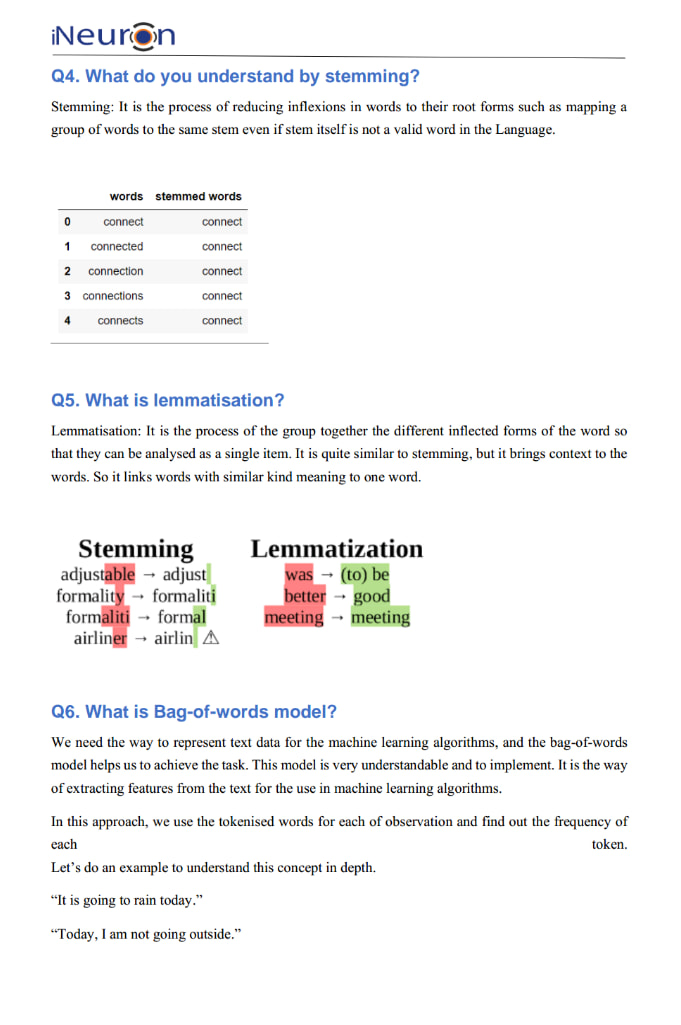 iNeuron
Q4. What do you understand by stemming?
Stemming: It is the process of reducing inflexions in words to their root forms such as mapping a
group of words to the same stem even if stem itself is not a valid word in the Language.
words stemmed words
0 connect connect
1 connected connect
2 connection connect
3 connections connect
4 connects connect
Q5. What is lemmatisation?
Lemmatisation: It is the process of the group together the different inflected forms of the word so
that they can be analysed as a single item. It is quite similar to stemming, but it brings context to the
words. So it links words with similar kind meaning to one word.
Stemming
adjustable → adjust
formality → formaliti
formaliti → formal
airliner → airlin ⚠
Lemmatization
was → (to) be
better → good
meeting → meeting
Q6. What is Bag-of-words model?
We need the way to represent text data for the machine learning algorithms, and the bag-of-words
model helps us to achieve the task. This model is very understandable and to implement. It is the way
of extracting features from the text for the use in machine learning algorithms.
In this approach, we use the tokenised words for each of observation and find out the frequency of
each token.
Let’s do an example to understand this concept in depth.
“It is going to rain today.”
“Today, I am not going outside.”